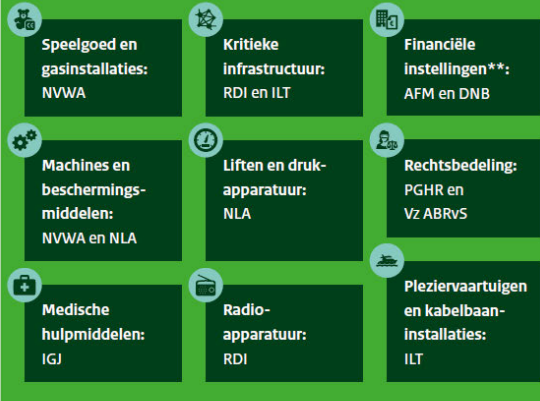 Speelgoed en
gasinstallaties:
NVWA
Kritieke
infrastructuur:
RDI en ILT
Financiële
instellingen**:
AFM en DNB
Machines en
beschermings-
middelen:
NVWA en NLA
Liften en druk-
apparatuur:
NLA
Rechtsbedeling:
PGHR en
Vz ABRvS
Medische
hulpmiddelen:
IGJ
Radio-
apparatuur:
RDI
Pleziervaartuigen
en kabelbaan-
installaties:
ILT